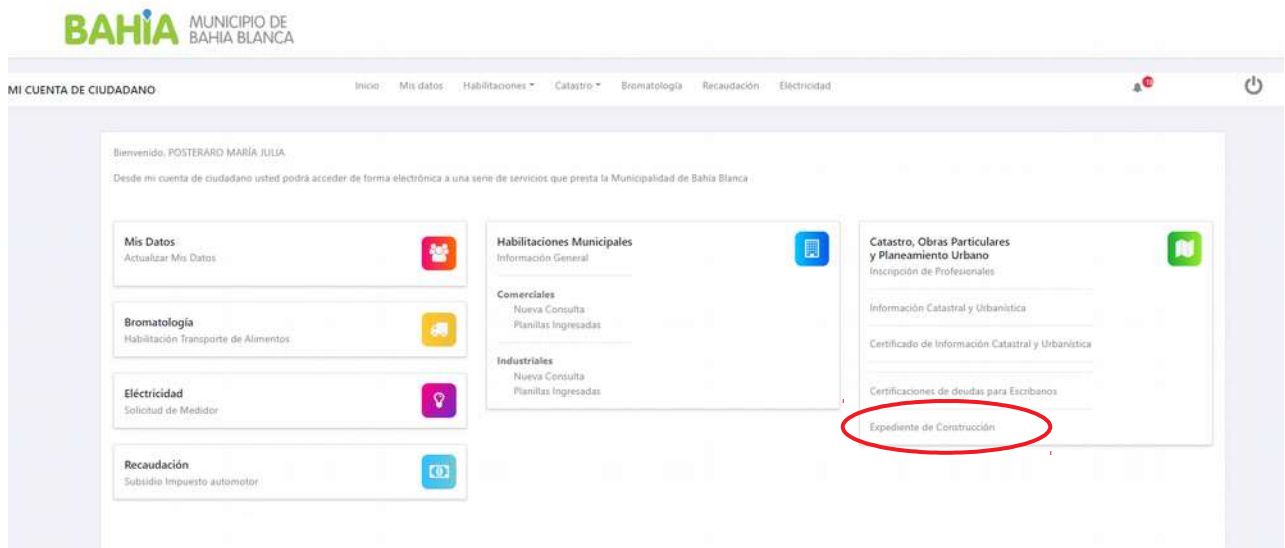 BAHÍA MUNICIPIO DE
BAHIA BLANCA
MI CUENTA DE CIUDADANO
Inicio Mis datos Habilitaciones Catastro Bromatología Recaudación Eléctricidad
Bienvenido, POSTERARO MARÍA JULIA
Desde mi cuenta de ciudadano usted podrá acceder de forma electrónica a una serie de servicios que presta la Municipalidad de Bahía Blanca
Mis Datos
Actualizar Mis Datos
Bromatología
Habilitación Transporte de Alimentos
Eléctricidad
Solicitud de Medidor
Recaudación
Subsidio Impuesto automotor
Habilitaciones Municipales
Información General
Comerciales
Nueva Consulta
Planillas Ingresadas
Industriales
Nueva Consulta
Planillas Ingresadas
Catastro, Obras Particulares
y Planeamiento Urbano
Inscripción de Profesionales
Información Catastral y Urbanística
Certificado de Información Catastral y Urbanística
Certificaciones de deudas para Escribanos
Expediente de Construcción